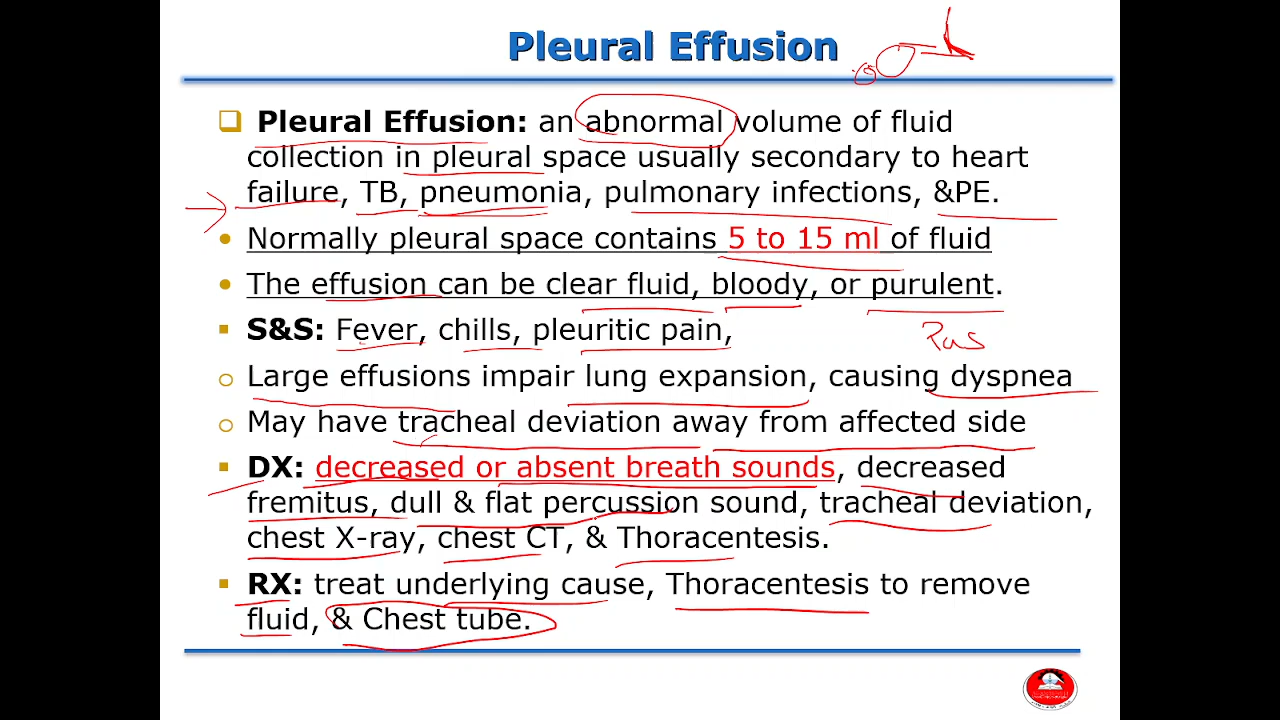 Pleural Effusion
Pleural Effusion: an abnormal volume of fluid
collection in pleural space usually secondary to heart
failure, TB, pneumonia, pulmonary infections, &PE.
• Normally pleural space contains 5 to 15 ml of fluid
• The effusion can be clear fluid, bloody, or purulent.
▪ S&S: Fever, chills, pleuritic pain,
Pus
o Large effusions impair lung expansion, causing dyspnea
o May have tracheal deviation away from affected side
▪ DX: decreased or absent breath sounds, decreased
fremitus, dull & flat percussion sound, tracheal deviation,
chest X-ray, chest CT, & Thoracentesis.
▪ RX: treat underlying cause, Thoracentesis to remove
fluid, & Chest tube.